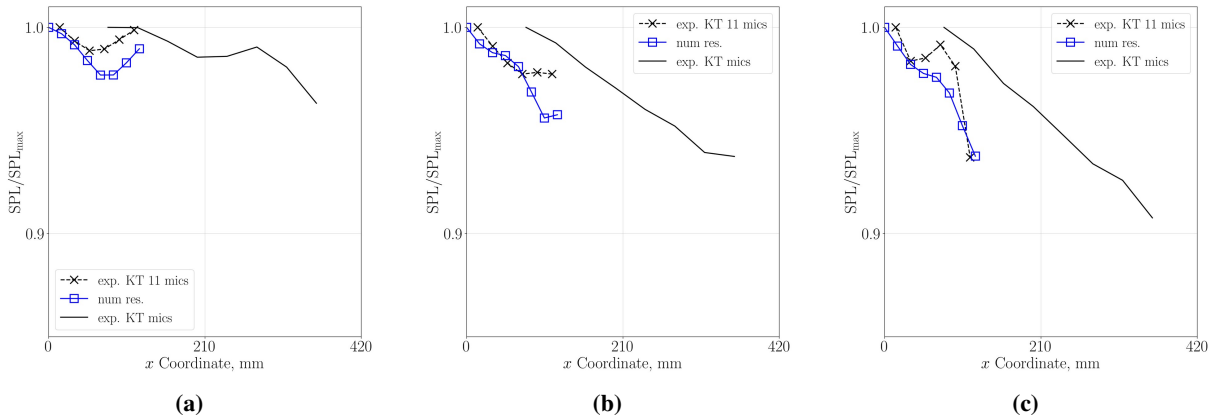 1.0
0.9
SPL/SPLmax
0
210
420
x Coordinate, mm
exp. KT 11 mics
num res.
exp. KT mics
(a)
1.0
0.9
SPL/SPLmax
0
210
420
x Coordinate, mm
exp. KT 11 mics
num res.
exp. KT mics
(b)
1.0
0.9
SPL/SPLmax
0
210
420
x Coordinate, mm
exp. KT 11 mics
num res.
exp. KT mics
(c)